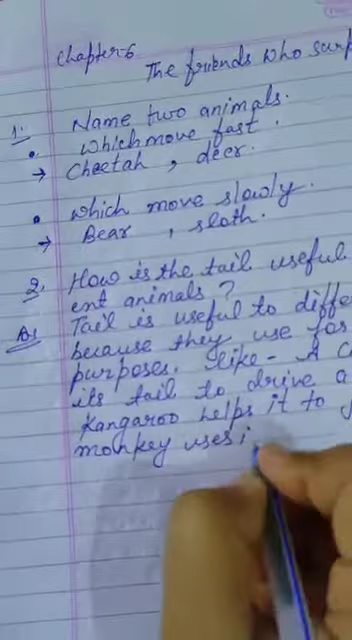 Chapter-6
The friends who
1. Name two animals.
• which move fast.
→ Cheetah, deer.
• which move slowly.
→ Bear, sloth.
2. How is the tail useful
ent animals?
Ans Tail is useful to differ
because they use for
purposes. like - A
its tail to drive a
Kangaroo helps it to
monkey uses i